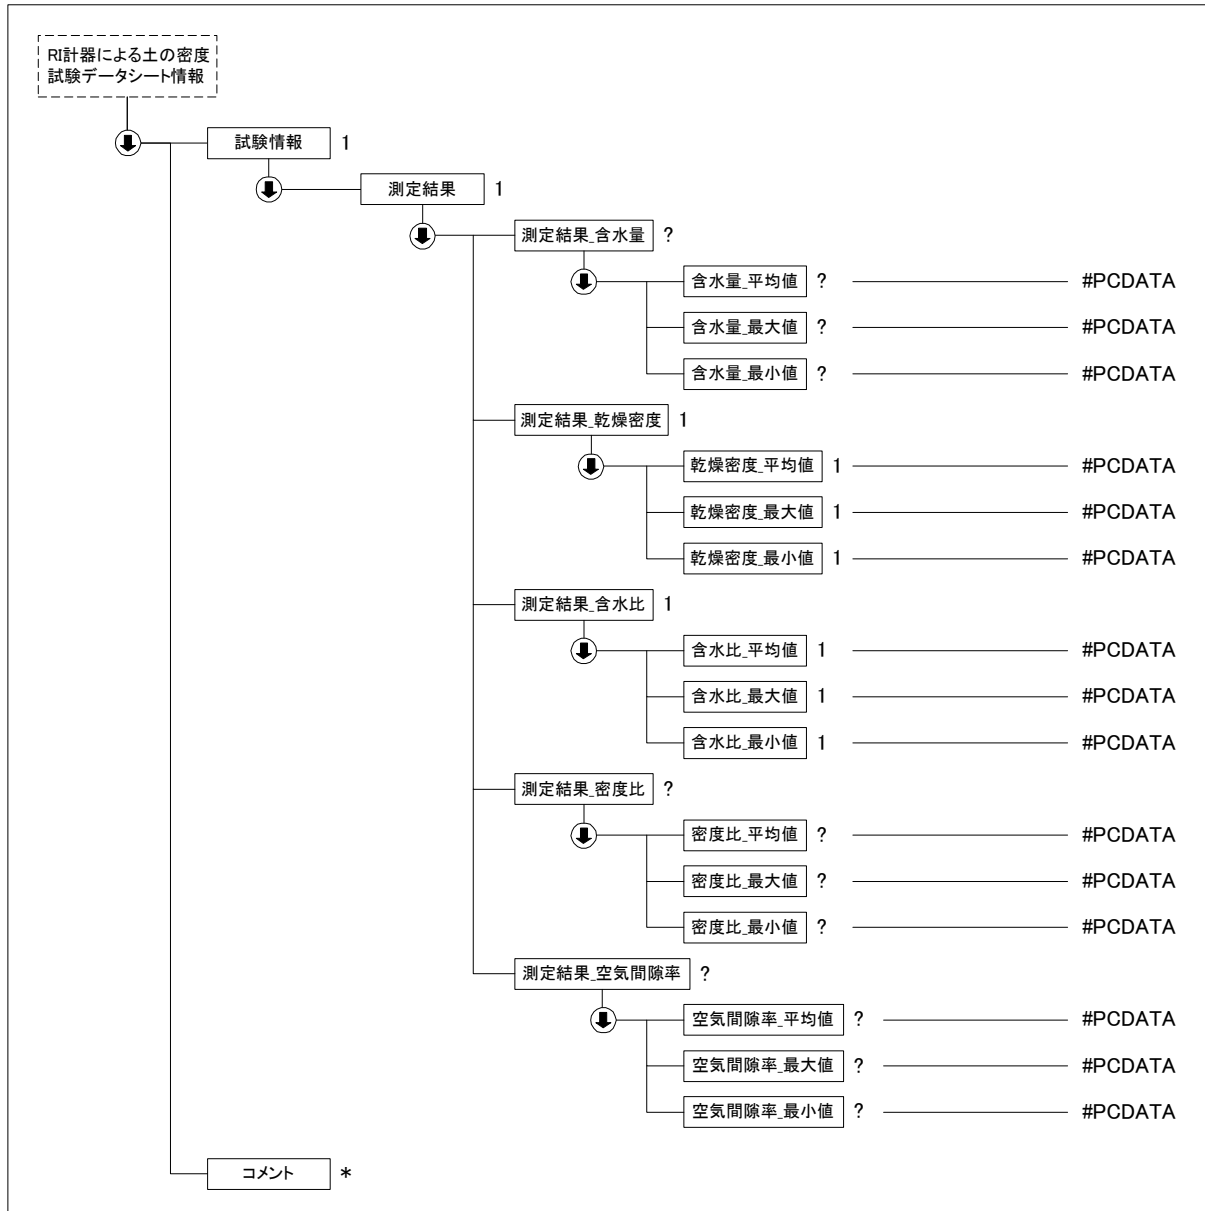 RI計器による土の密度
試験データシート情報
試験情報 1
測定結果 1
測定結果_含水量 ?
含水量_平均値 ? #PCDATA
含水量_最大値 ? #PCDATA
含水量_最小値 ? #PCDATA
測定結果_乾燥密度 1
乾燥密度_平均値 1 #PCDATA
乾燥密度_最大値 1 #PCDATA
乾燥密度_最小値 1 #PCDATA
測定結果_含水比 1
含水比_平均値 1 #PCDATA
含水比_最大値 1 #PCDATA
含水比_最小値 1 #PCDATA
測定結果_密度比 ?
密度比_平均値 ? #PCDATA
密度比_最大値 ? #PCDATA
密度比_最小値 ? #PCDATA
測定結果_空気間隙率 ?
空気間隙率_平均値 ? #PCDATA
空気間隙率_最大値 ? #PCDATA
空気間隙率_最小値 ? #PCDATA
コメント *